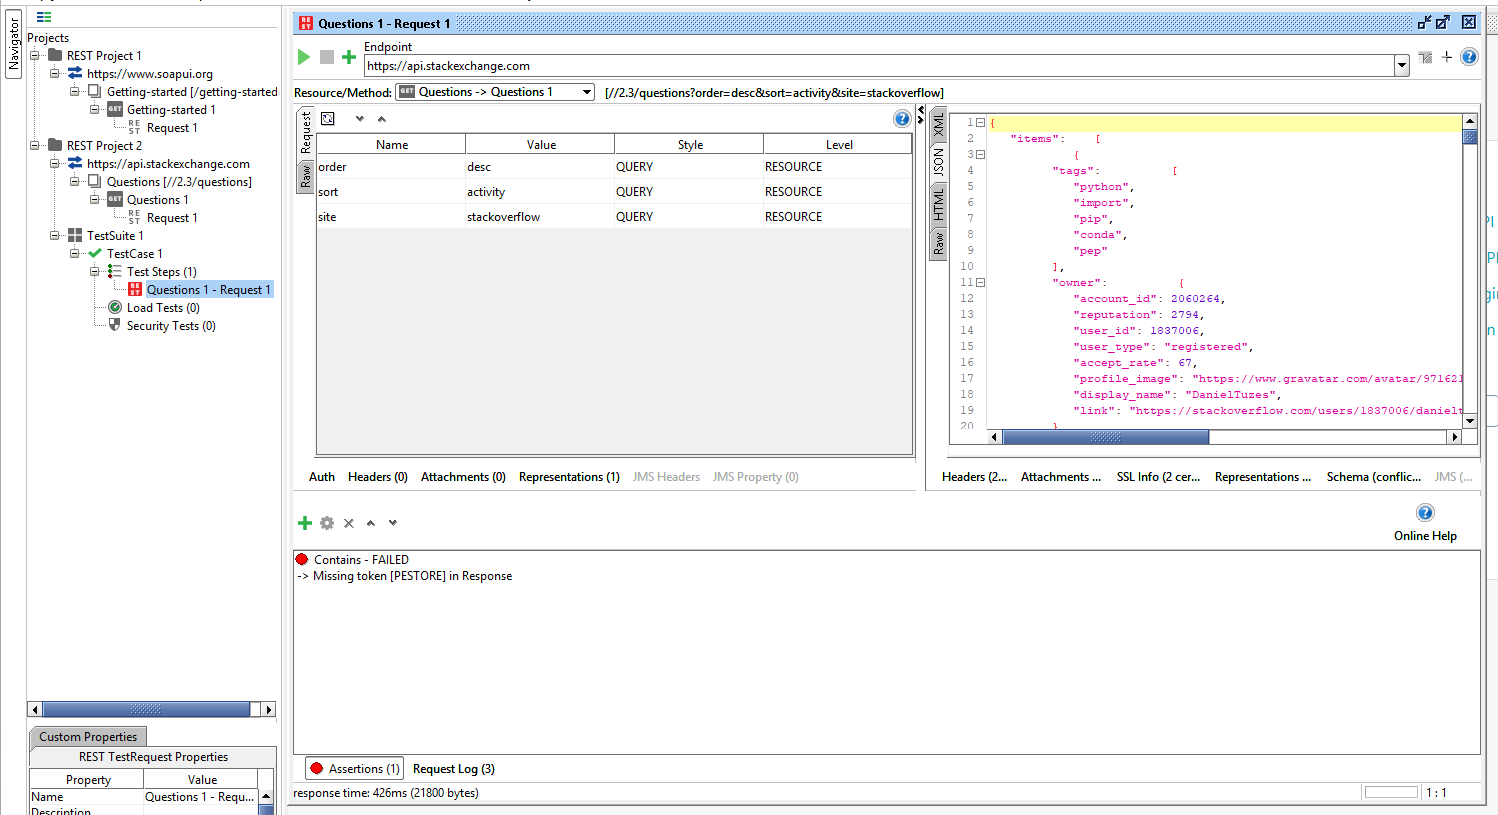 Navigator
Projects
REST Project 1
https://www.soapui.org
Getting-started [/getting-started
GET Getting-started 1
REST Request 1
REST Project 2
https://api.stackexchange.com
Questions [//2.3/questions]
GET Questions 1
REST Request 1
TestSuite 1
TestCase 1
Test Steps (1)
REST Questions 1 - Request 1
Load Tests (0)
Security Tests (0)
Custom Properties
REST TestRequest Properties
Property Value
Name Questions 1 - Requ...
Description
REST Questions 1 - Request 1
Endpoint
https://api.stackexchange.com
Resource/Method: GET Questions -> Questions 1 [//2.3/questions?order=desc&sort=activity&site=stackoverflow]
Request
Raw
Name Value Style Level
order desc QUERY RESOURCE
sort activity QUERY RESOURCE
site stackoverflow QUERY RESOURCE
Auth Headers (0) Attachments (0) Representations (1) JMS Headers JMS Property (0)
XML
JSON
HTML
Raw
1 {
2 "items": [
3 {
4 "tags": [
5 "python",
6 "import",
7 "pip",
8 "conda",
9 "pep"
10 ],
11 "owner": {
12 "account_id": 2060264,
13 "reputation": 2794,
14 "user_id": 1837006,
15 "user_type": "registered",
16 "accept_rate": 67,
17 "profile_image": "https://www.gravatar.com/avatar/97162
18 "display_name": "DanielTuzes",
19 "link": "https://stackoverflow.com/users/1837006/danielt
20 }
Headers (2... Attachments ... SSL Info (2 cer... Representations ... Schema (conflic... JMS (...
Online Help
Contains - FAILED
-> Missing token [PESTORE] in Response
Assertions (1) Request Log (3)
response time: 426ms (21800 bytes)
1 : 1